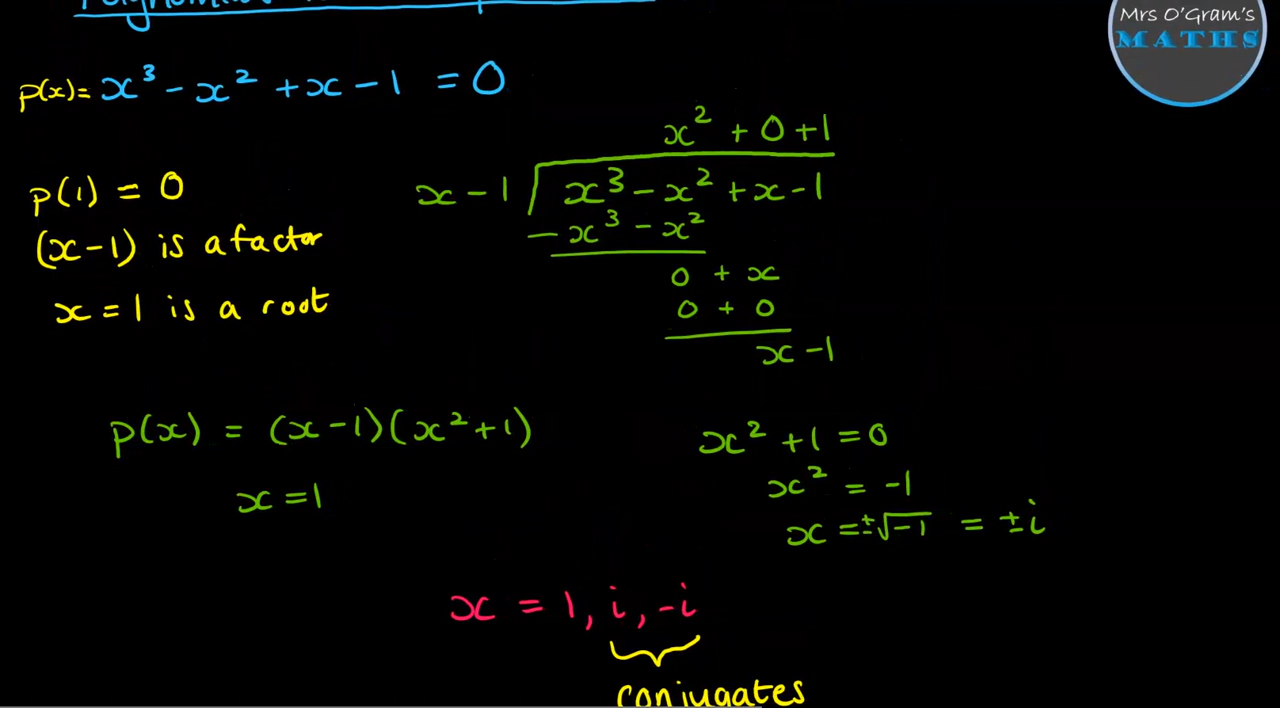 Mrs O'Gram's
MATHS
p(x)= x³ - x² + x - 1 = 0
x² + 0 + 1
x - 1 x³ - x² + x - 1
- x³ - x²
0 + x
0 + 0
x - 1
p(1) = 0
(x-1) is a factor
x = 1 is a root
p(x) = (x-1)(x²+1)
x = 1
x² + 1 = 0
x² = -1
x = ±√-1 = ±i
x = 1, i, -i
conjugates